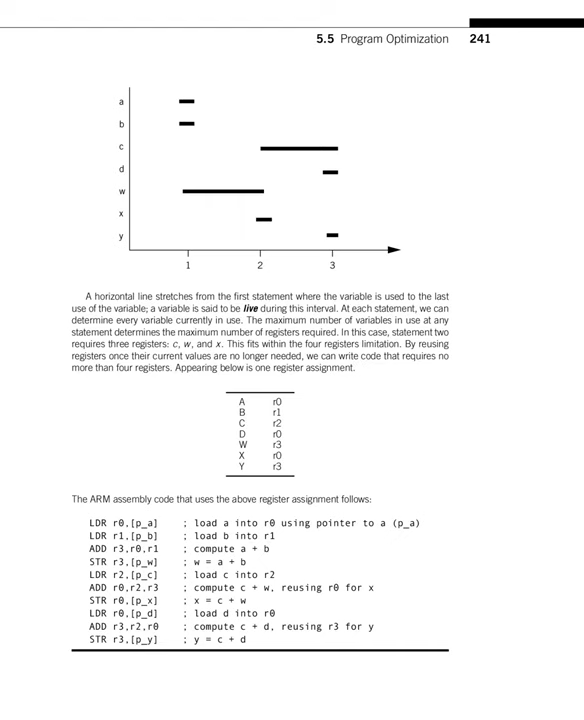 5.5 Program Optimization 241
a
b
c
d
w
x
y
1 2 3
A horizontal line stretches from the first statement where the variable is used to the last
use of the variable; a variable is said to be live during this interval. At each statement, we can
determine every variable currently in use. The maximum number of variables in use at any
statement determines the maximum number of registers required. In this case, statement two
requires three registers: c, w, and x. This fits within the four registers limitation. By reusing
registers once their current values are no longer needed, we can write code that requires no
more than four registers. Appearing below is one register assignment.
A r0
B r1
C r2
D r0
W r3
X r0
Y r3
The ARM assembly code that uses the above register assignment follows:
LDR r0,[p_a] ; load a into r0 using pointer to a (p_a)
LDR r1,[p_b] ; load b into r1
ADD r3,r0,r1 ; compute a + b
STR r3,[p_w] ; w = a + b
LDR r2,[p_c] ; load c into r2
ADD r0,r2,r3 ; compute c + w, reusing r0 for x
STR r0,[p_x] ; x = c + w
LDR r0,[p_d] ; load d into r0
ADD r3,r2,r0 ; compute c + d, reusing r3 for y
STR r3,[p_y] ; y = c + d